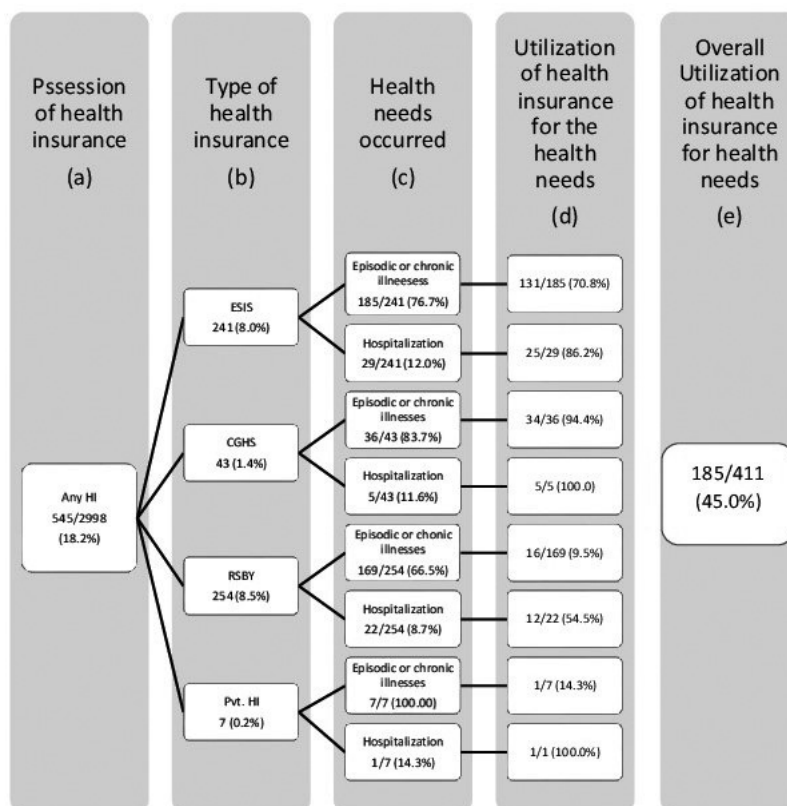 Pssession
of health
insurance
(a)
Type of
health
insurance
(b)
Health
needs
occurred
(c)
Utilization
of health
insurance
for the
health
needs
(d)
Overall
Utilization
of health
insurance
for health
needs
(e)
Any HI
545/2998
(18.2%)
ESIS
241 (8.0%)
CGHS
43 (1.4%)
RSBY
254 (8.5%)
Pvt. HI
7 (0.2%)
Episodic or chronic
illneesess
185/241 (76.7%)
Hospitalization
29/241 (12.0%)
Episodic or chronic
illnesses
36/43 (83.7%)
Hospitalization
5/43 (11.6%)
Episodic or chonic
illnesses
169/254 (66.5%)
Hospitalization
22/254 (8.7%)
Episodic or chronic
illnesses
7/7 (100.00)
Hospitalization
1/7 (14.3%)
131/185 (70.8%)
25/29 (86.2%)
34/36 (94.4%)
5/5 (100.0)
16/169 (9.5%)
12/22 (54.5%)
1/7 (14.3%)
1/1 (100.0%)
185/411
(45.0%)